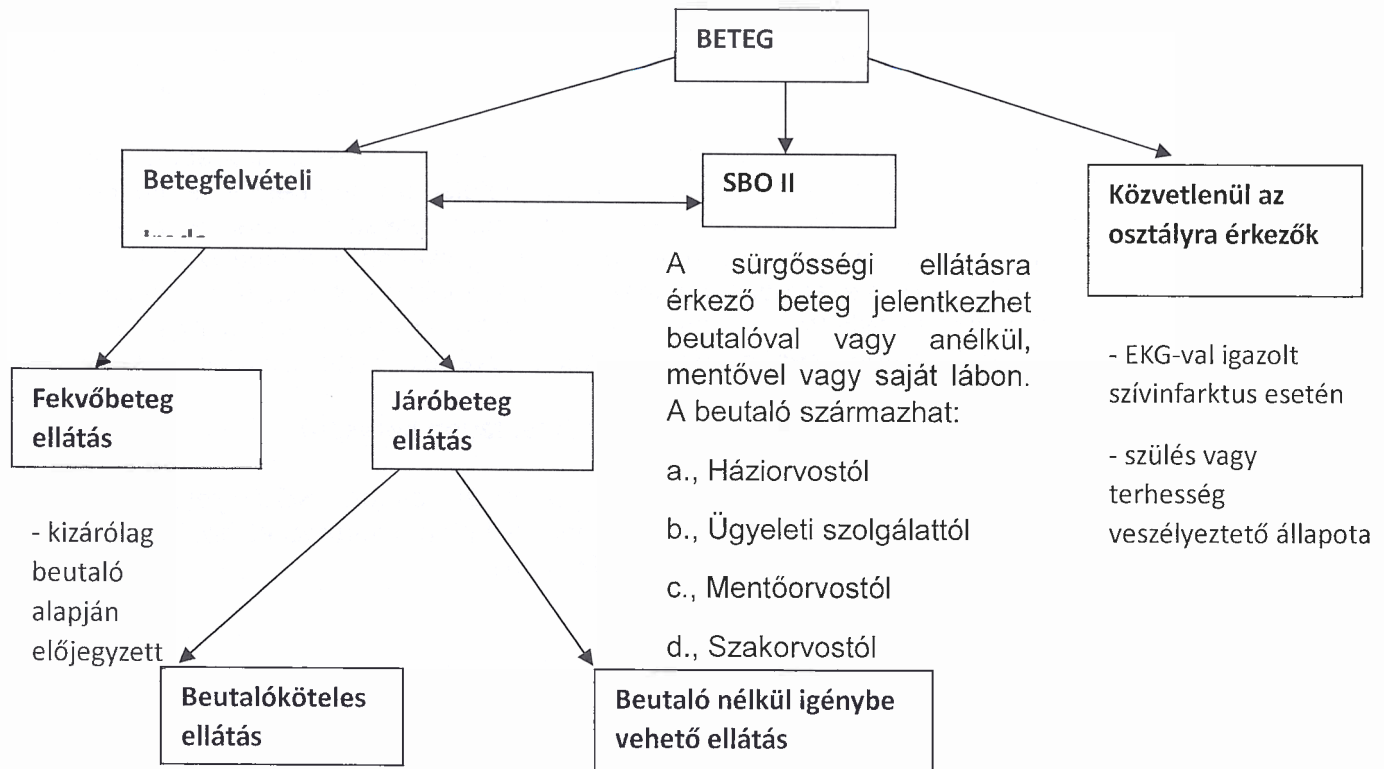 BETEG
Betegfelvételi
SBO II
Közvetlenül az
osztályra érkezők
A sürgősségi ellátásra
érkező beteg jelentkezhet
beutalóval vagy anélkül,
mentővel vagy saját lábon.
A beutaló származhat:
a., Háziorvostól
b., Ügyeleti szolgálattól
c., Mentőorvostól
d., Szakorvostól
- EKG-val igazolt
szívinfarktus esetén
- szülés vagy
terhesség
veszélyeztető állapota
Fekvőbeteg
ellátás
Járóbeteg
ellátás
- kizárólag
beutaló
alapján
előjegyzett
Beutalóköteles
ellátás
Beutaló nélkül igénybe
vehető ellátás